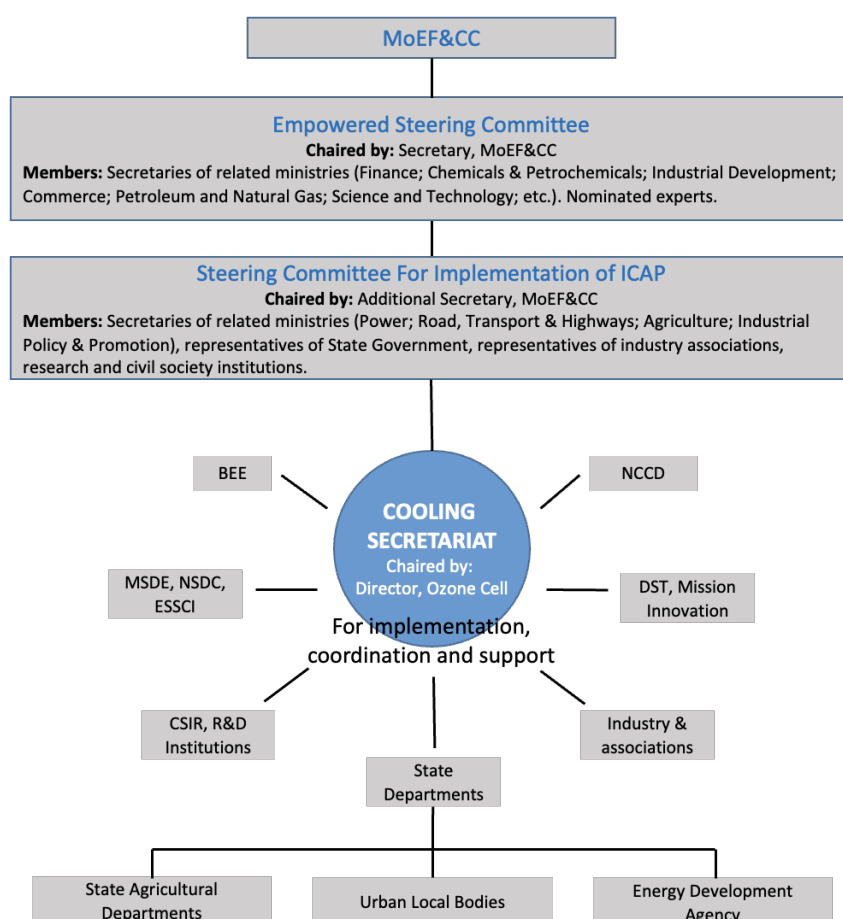 MoEF&CC
Empowered Steering Committee
Chaired by: Secretary, MoEF&CC
Members: Secretaries of related ministries (Finance; Chemicals & Petrochemicals; Industrial Development;
Commerce; Petroleum and Natural Gas; Science and Technology; etc.). Nominated experts.
Steering Committee For Implementation of ICAP
Chaired by: Additional Secretary, MoEF&CC
Members: Secretaries of related ministries (Power; Road, Transport & Highways; Agriculture; Industrial
Policy & Promotion), representatives of State Government, representatives of industry associations,
research and civil society institutions.
BEE
NCCD
COOLING
SECRETARIAT
Chaired by:
Director, Ozone Cell
MSDE, NSDC,
ESSCI
DST, Mission
Innovation
For implementation,
coordination and support
CSIR, R&D
Institutions
Industry &
associations
State
Departments
State Agricultural
Departments
Urban Local Bodies
Energy Development
Agency